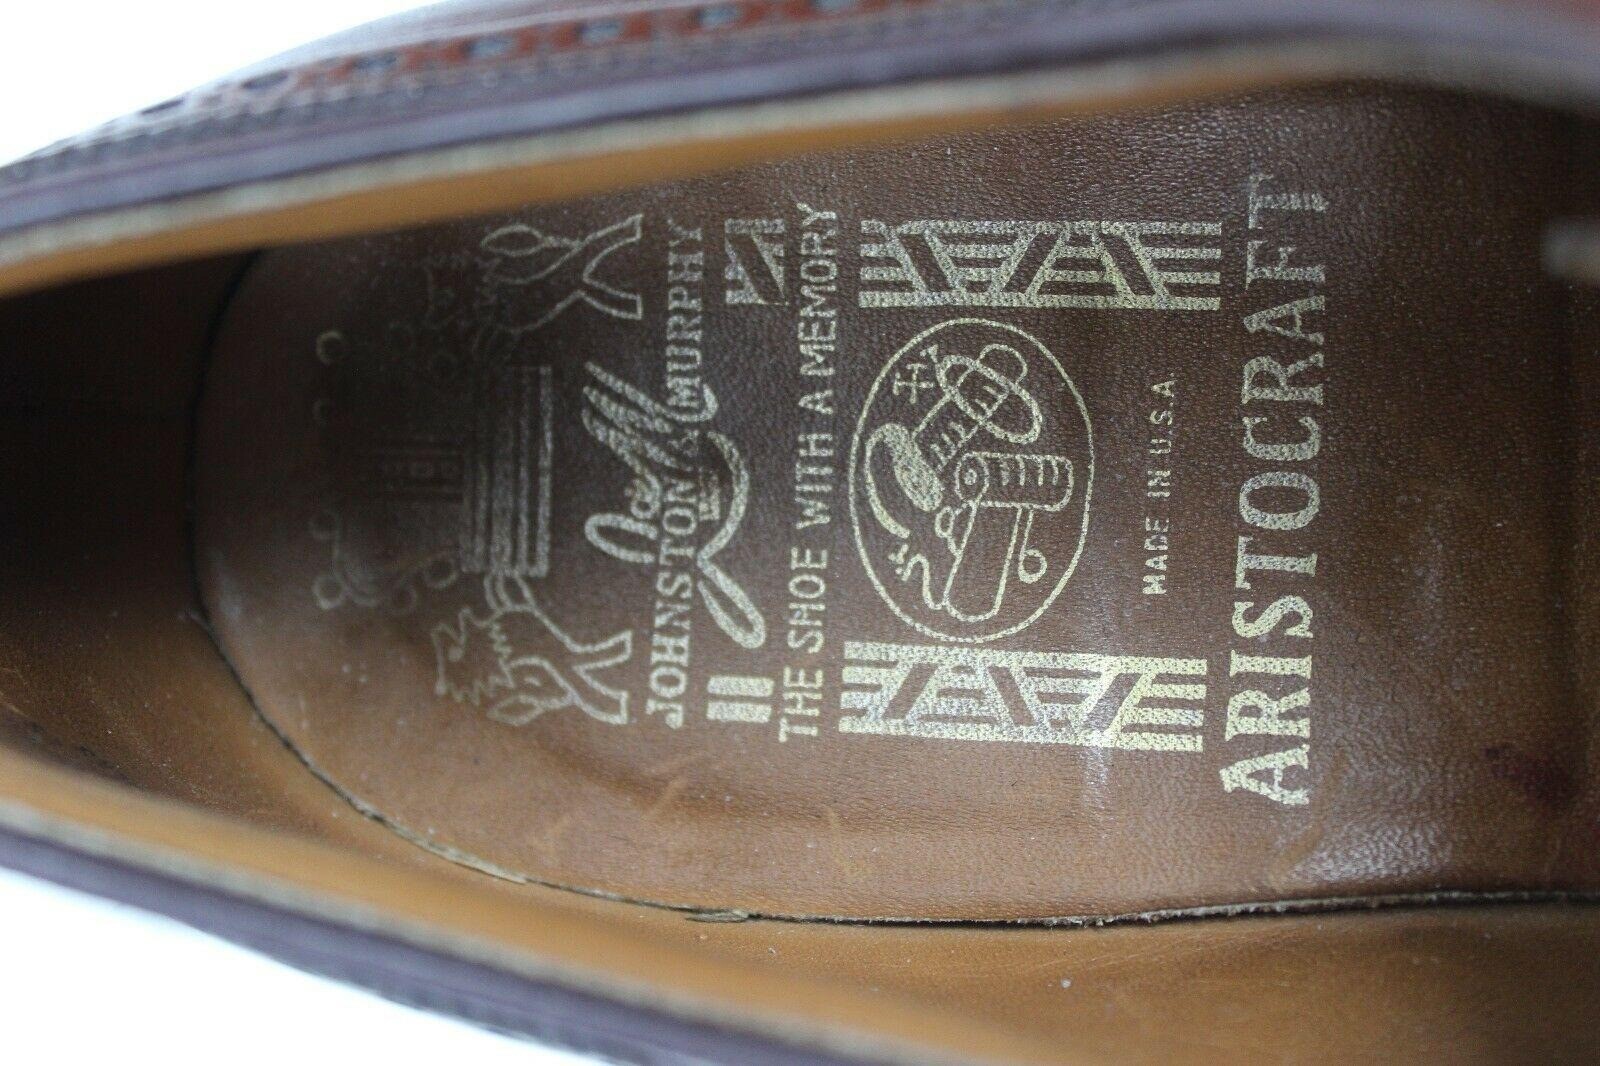 J&M
JOHNSTON & MURPHY
THE SHOE WITH A MEMORY
MADE IN U.S.A.
ARISTOCRAFT